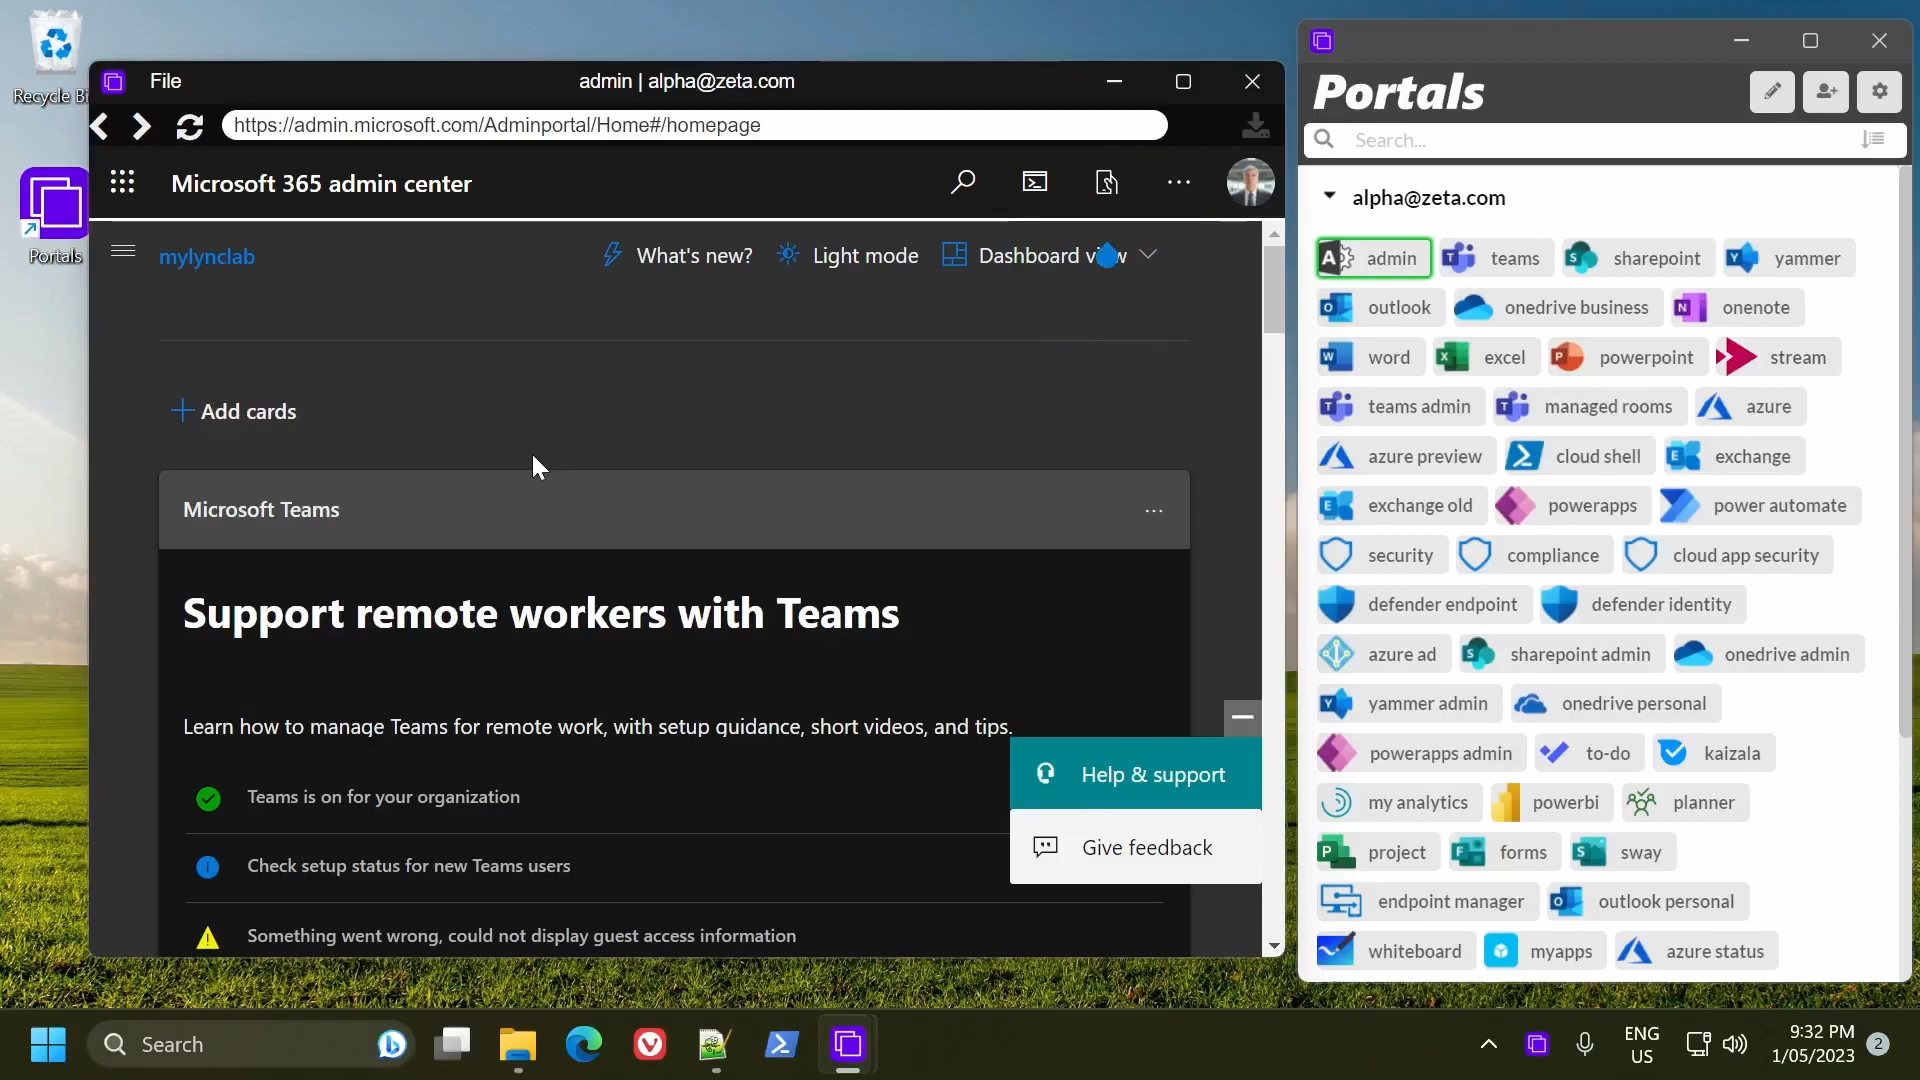 Recycle Bi
Portals
File
admin | alpha@zeta.com
https://admin.microsoft.com/Adminportal/Home#/homepage
Microsoft 365 admin center
mylynclab
What's new?
Light mode
Dashboard view
Add cards
Microsoft Teams
Support remote workers with Teams
Learn how to manage Teams for remote work, with setup guidance, short videos, and tips.
Teams is on for your organization
Check setup status for new Teams users
Something went wrong, could not display guest access information
Help & support
Give feedback
Portals
Search...
alpha@zeta.com
admin teams sharepoint yammer
outlook onedrive business onenote
word excel powerpoint stream
teams admin managed rooms azure
azure preview cloud shell exchange
exchange old powerapps power automate
security compliance cloud app security
defender endpoint defender identity
azure ad sharepoint admin onedrive admin
yammer admin onedrive personal
powerapps admin to-do kaizala
my analytics powerbi planner
project forms sway
endpoint manager outlook personal
whiteboard myapps azure status
Search
ENG
US
9:32 PM
1/05/2023
2